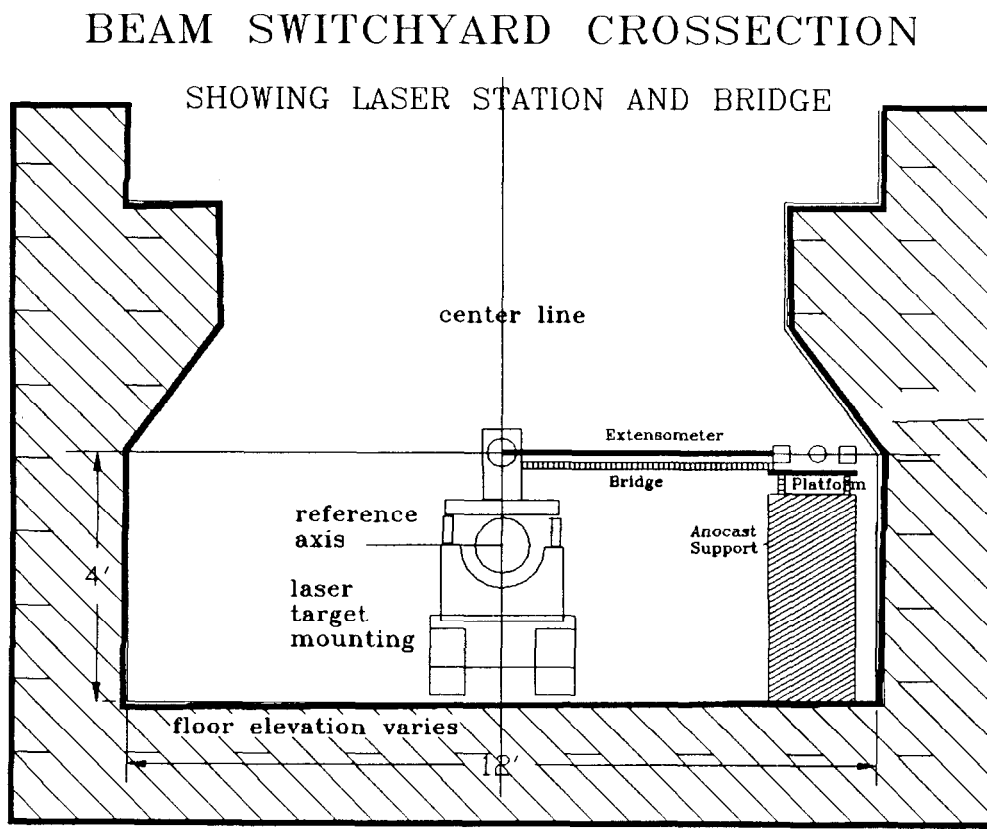 BEAM SWITCHYARD CROSSECTION
SHOWING LASER STATION AND BRIDGE
center line
Extensometer
Bridge
Platform
reference
axis
Anocast
Support
4'
laser
target
mounting
floor elevation varies
12'